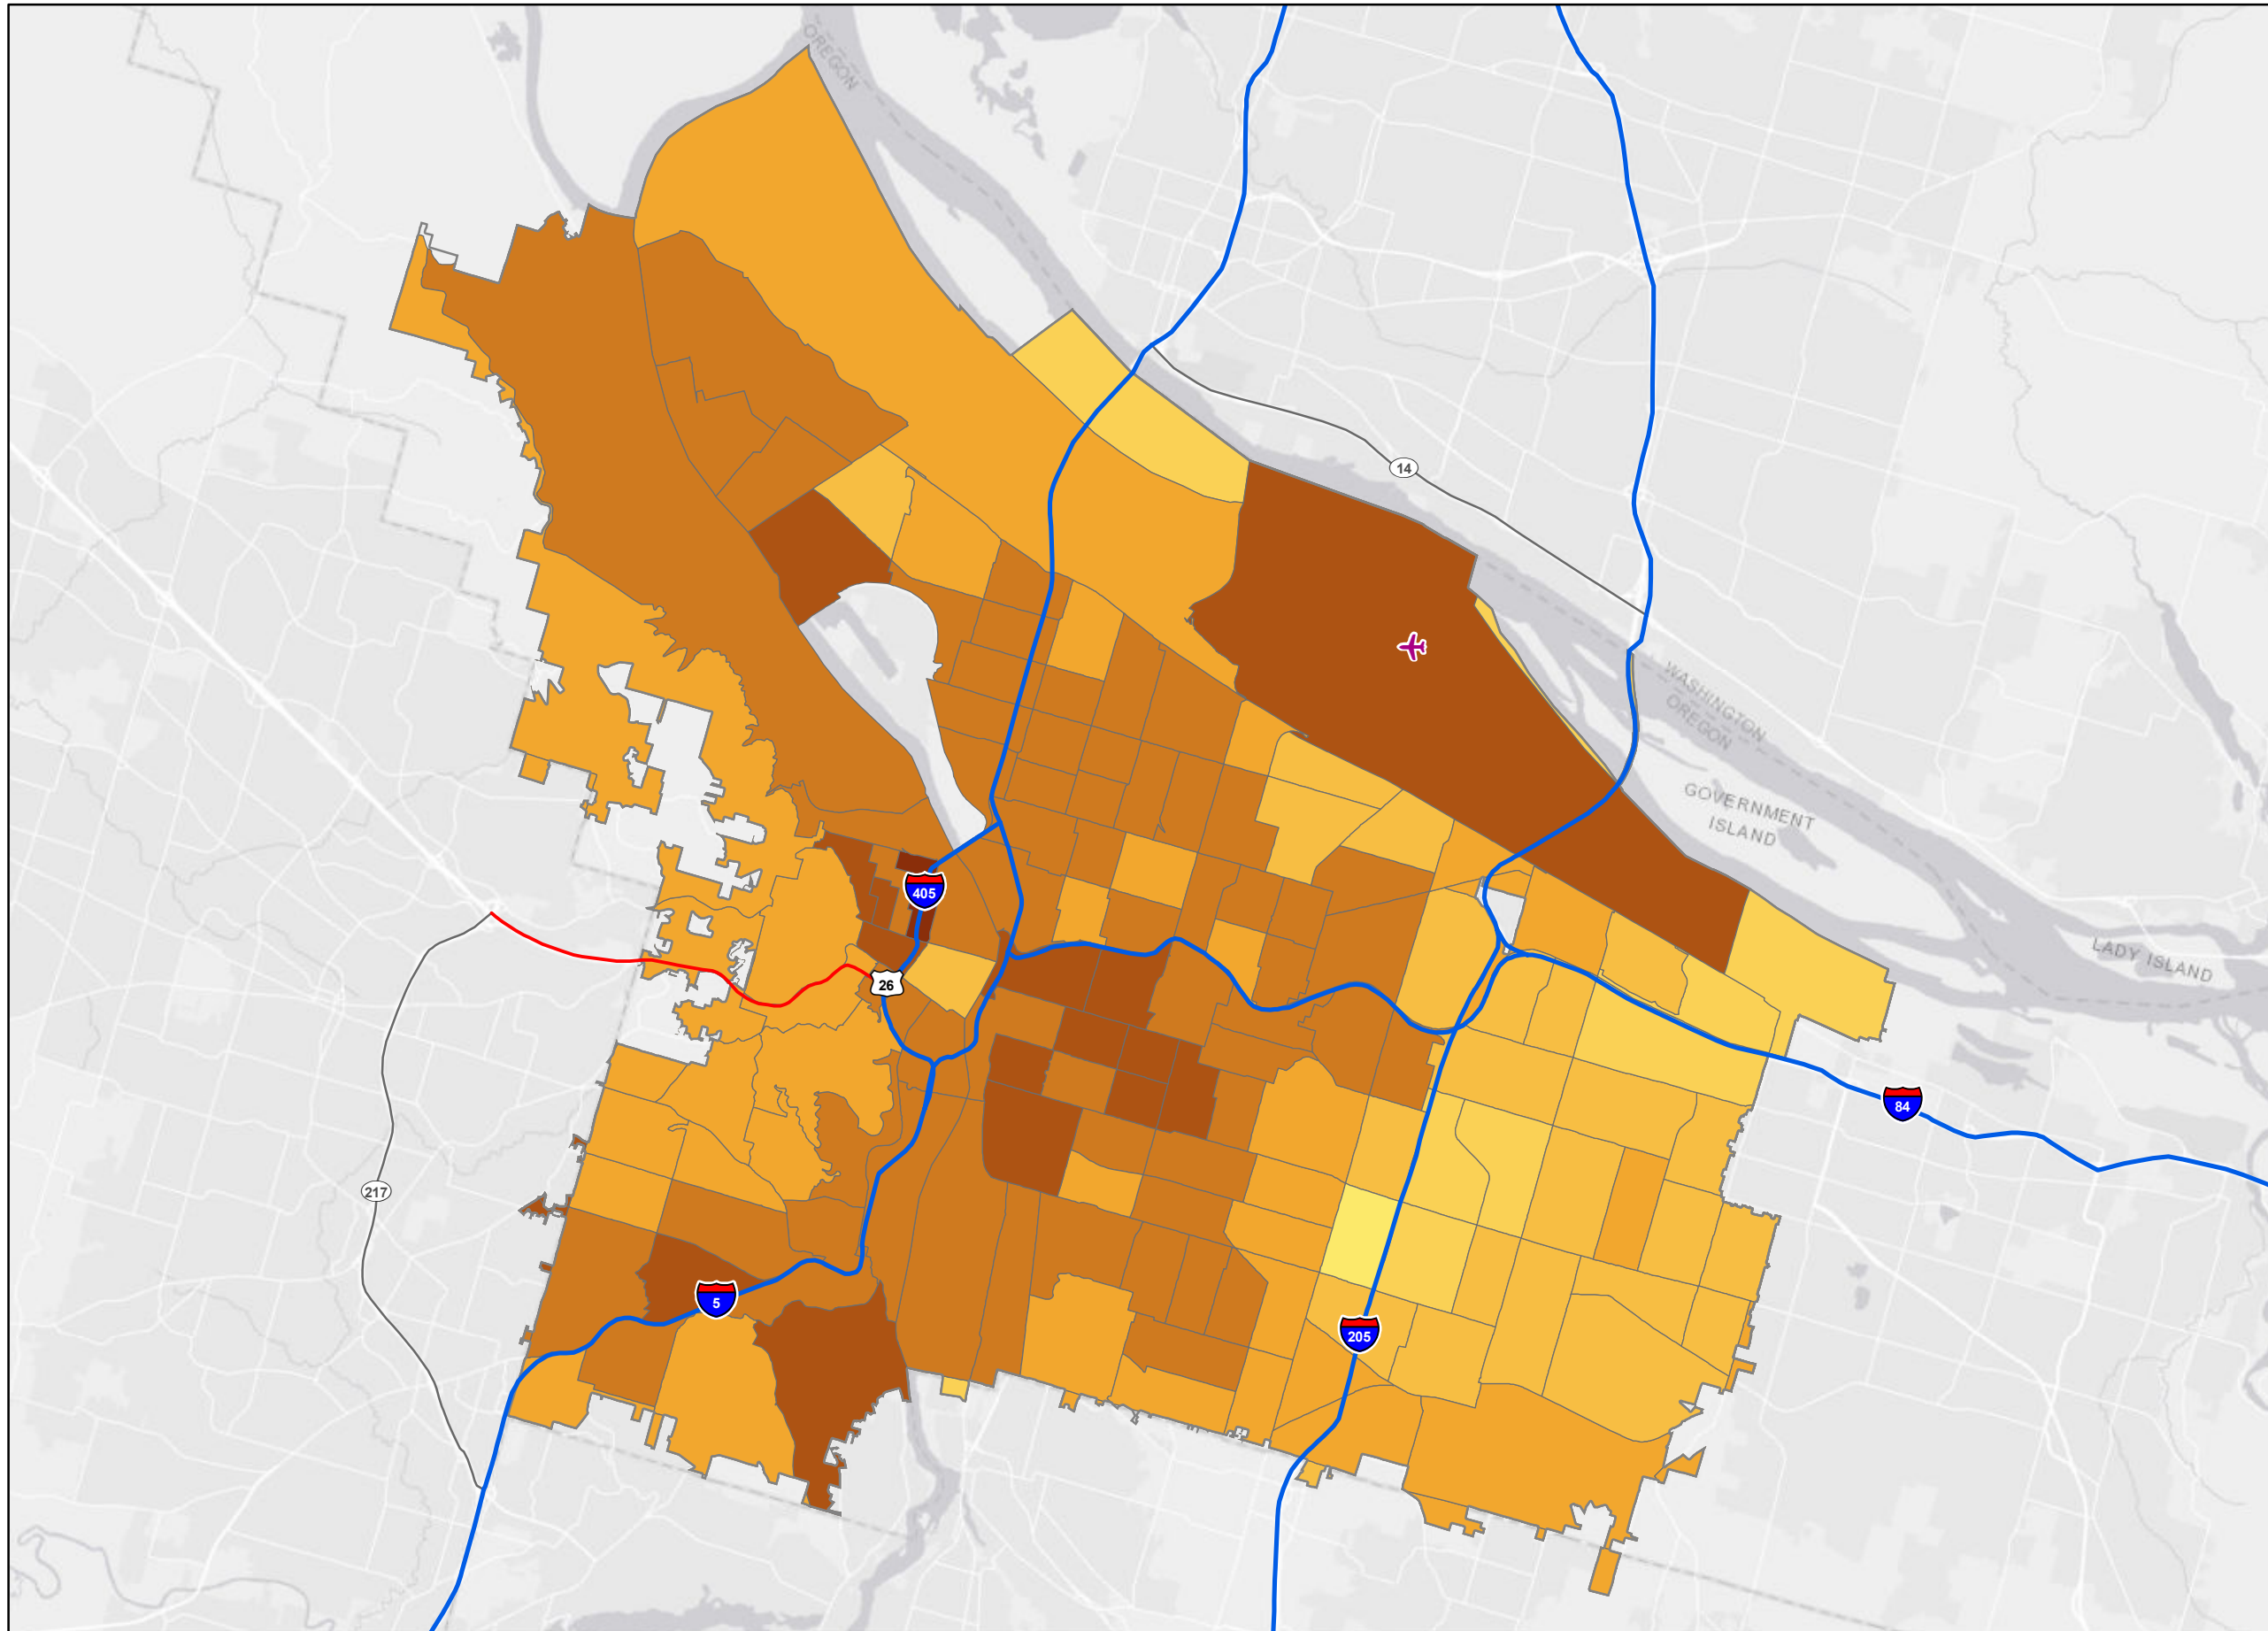 OREGON
14
WASHINGTON
OREGON
GOVERNMENT
ISLAND
405
LADY ISLAND
26
84
217
5
205